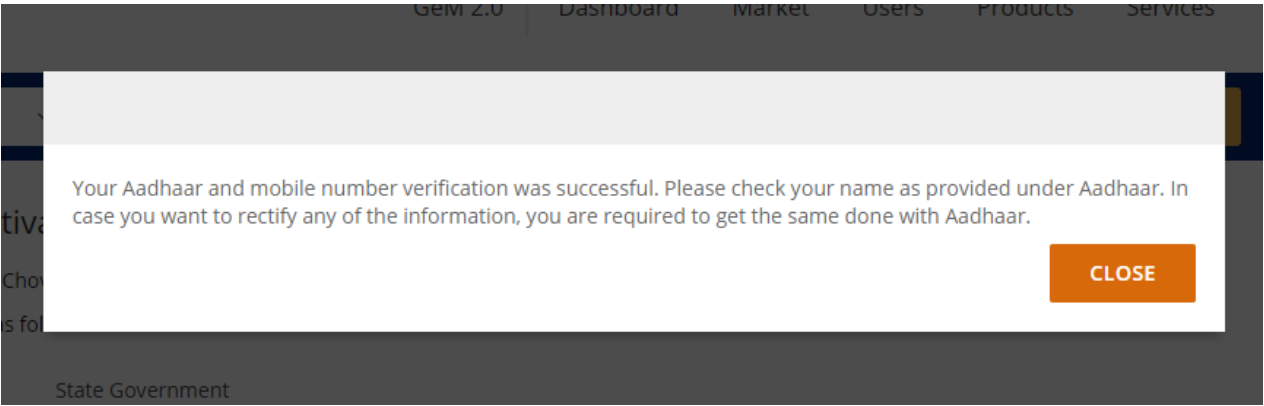 GeM 2.0 Dashboard Market Users Products Services
Your Aadhaar and mobile number verification was successful. Please check your name as provided under Aadhaar. In
case you want to rectify any of the information, you are required to get the same done with Aadhaar.
CLOSE
State Government